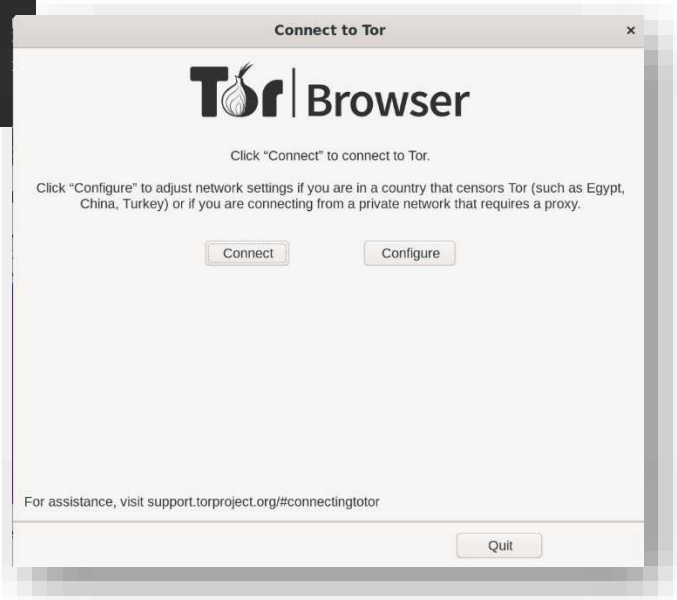 Connect to Tor
Tor Browser
Click “Connect” to connect to Tor.
Click “Configure” to adjust network settings if you are in a country that censors Tor (such as Egypt,
China, Turkey) or if you are connecting from a private network that requires a proxy.
Connect Configure
For assistance, visit support.torproject.org/#connectingtotor
Quit